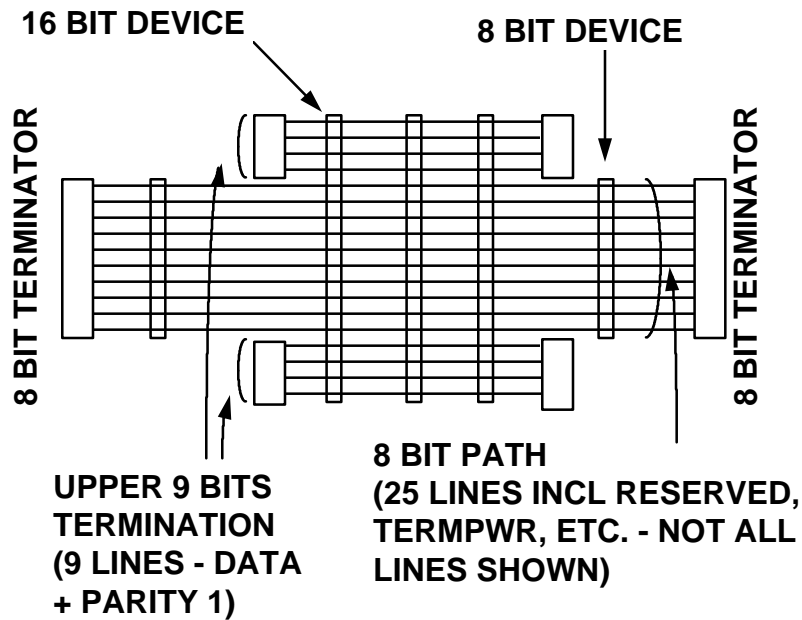 16 BIT DEVICE
8 BIT DEVICE
8 BIT TERMINATOR
8 BIT TERMINATOR
UPPER 9 BITS
TERMINATION
(9 LINES - DATA
+ PARITY 1)
8 BIT PATH
(25 LINES INCL RESERVED,
TERMPWR, ETC. - NOT ALL
LINES SHOWN)